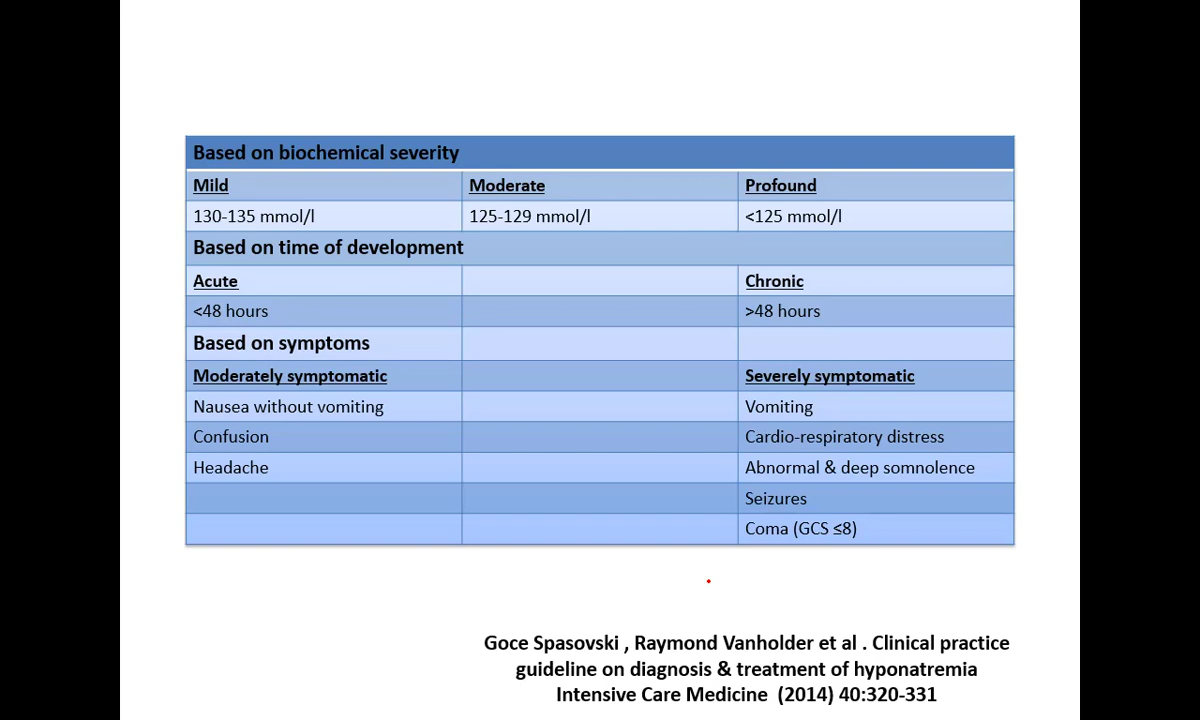 Based on biochemical severity
Mild Moderate Profound
130-135 mmol/l 125-129 mmol/l <125 mmol/l
Based on time of development
Acute Chronic
<48 hours >48 hours
Based on symptoms
Moderately symptomatic Severely symptomatic
Nausea without vomiting Vomiting
Confusion Cardio-respiratory distress
Headache Abnormal & deep somnolence
Seizures
Coma (GCS ≤8)
Goce Spasovski , Raymond Vanholder et al . Clinical practice
guideline on diagnosis & treatment of hyponatremia
Intensive Care Medicine (2014) 40:320-331